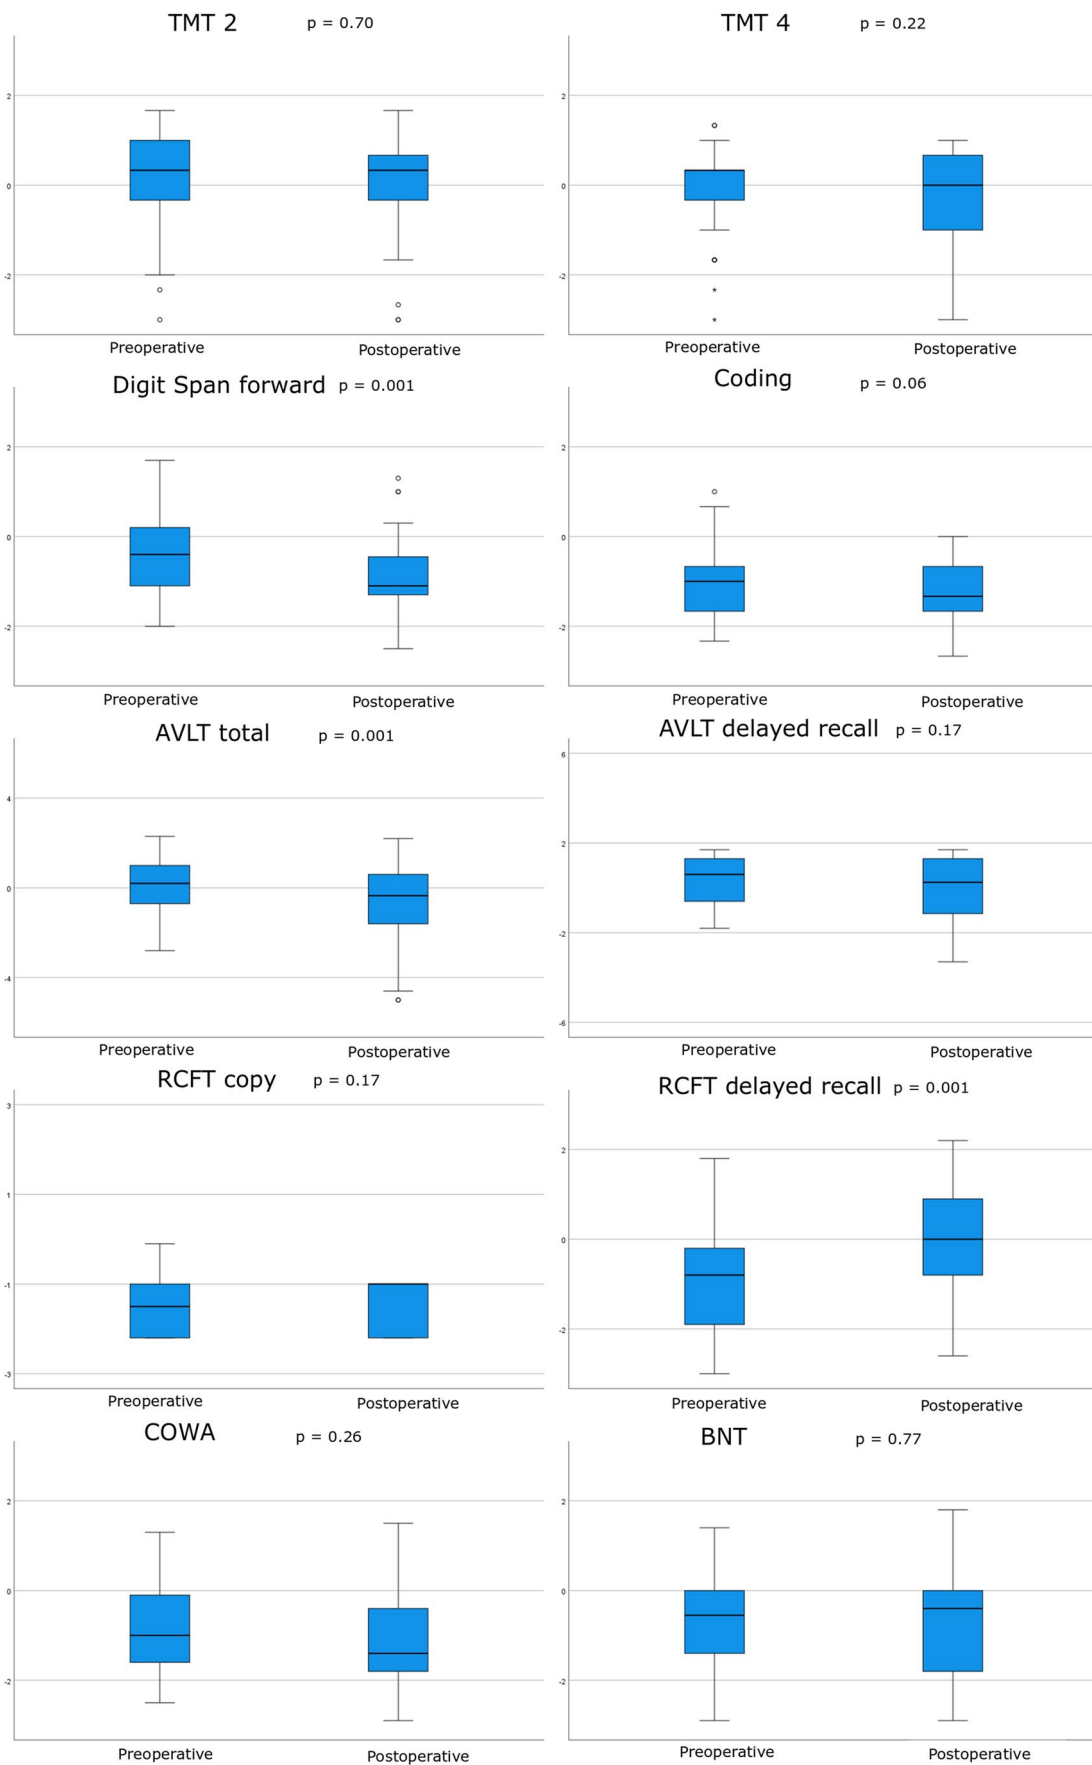 TMT 2 p = 0.70
2
0
-2
Preoperative Postoperative
TMT 4 p = 0.22
2
0
-2
Preoperative Postoperative
Digit Span forward p = 0.001
2
0
-2
Preoperative Postoperative
Coding p = 0.06
2
0
-2
Preoperative Postoperative
AVLT total p = 0.001
4
0
-4
Preoperative Postoperative
AVLT delayed recall p = 0.17
6
2
-2
-6
Preoperative Postoperative
RCFT copy p = 0.17
3
1
-1
-3
Preoperative Postoperative
RCFT delayed recall p = 0.001
2
0
-2
Preoperative Postoperative
COWA p = 0.26
2
0
-2
Preoperative Postoperative
BNT p = 0.77
2
0
-2
Preoperative Postoperative